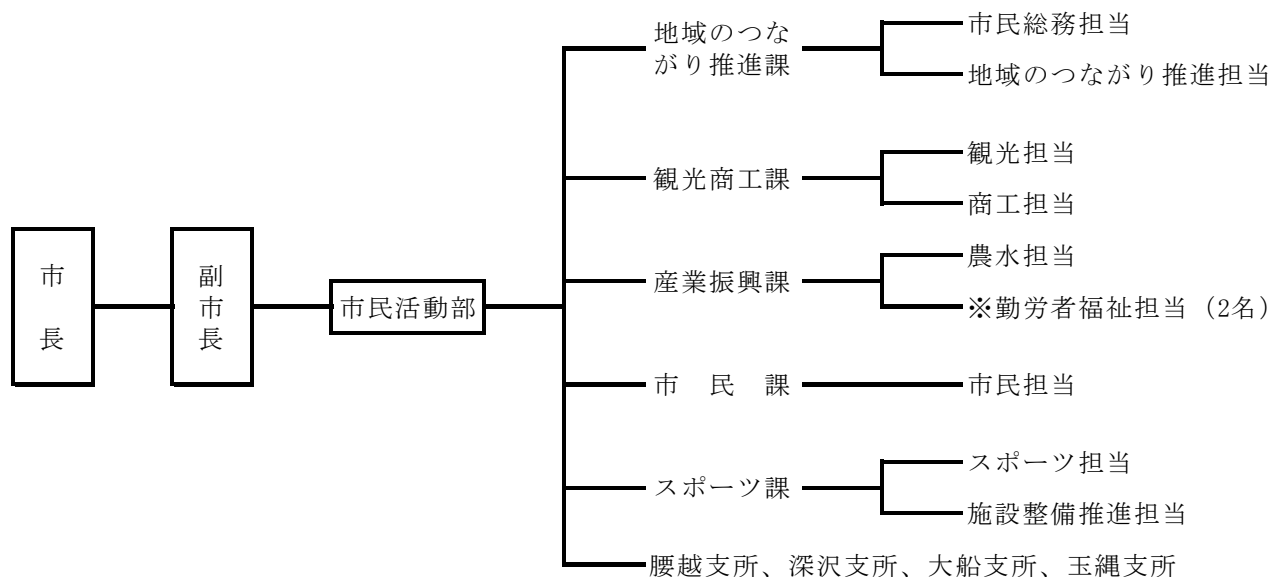 市長
副市長
市民活動部
地域のつな
がり推進課
市民総務担当
地域のつながり推進担当
観光商工課
観光担当
商工担当
産業振興課
農水担当
※勤労者福祉担当（2名）
市　民　課
市民担当
スポーツ課
スポーツ担当
施設整備推進担当
腰越支所、深沢支所、大船支所、玉縄支所